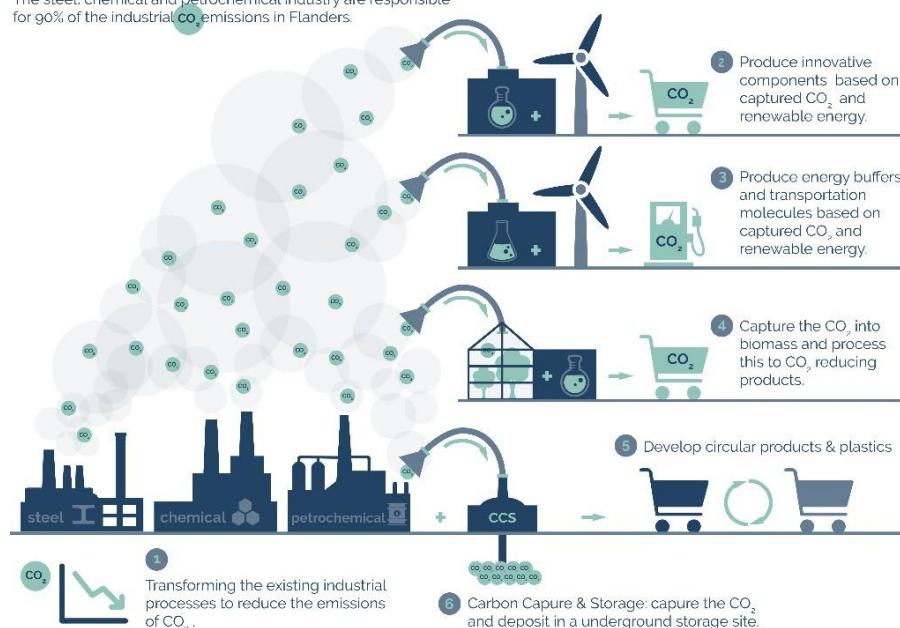 The steel, chemical and petrochemical industry are responsible
for 90% of the industrial CO₂ emissions in Flanders.
2 Produce innovative
components based on
captured CO₂ and
renewable energy.
CO₂
3 Produce energy buffers
and transportation
molecules based on
captured CO₂ and
renewable energy.
CO₂
4 Capture the CO₂ into
biomass and process
this to CO₂ reducing
products.
CO₂
5 Develop circular products & plastics
steel
chemical
petrochemical
+
CCS
CO₂
1
Transforming the existing industrial
processes to reduce the emissions
of CO₂.
6 Carbon Capure & Storage: capure the CO₂
and deposit in a underground storage site.